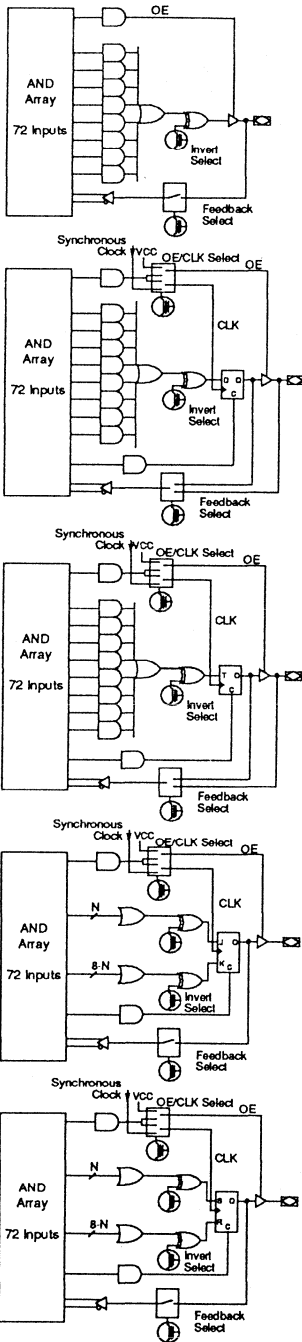 OE
AND
Array
72 Inputs
Invert
Select
Feedback
Select
Synchronous
Clock
VCC
OE/CLK Select
OE
AND
Array
72 Inputs
CLK
D O
C
Invert
Select
Feedback
Select
Synchronous
Clock
VCC
OE/CLK Select
OE
AND
Array
72 Inputs
CLK
T O
C
Invert
Select
Feedback
Select
Synchronous
Clock
VCC
OE/CLK Select
OE
AND
Array
72 Inputs
CLK
N
J O
K C
8-N
Invert
Select
Feedback
Select
Synchronous
Clock
VCC
OE/CLK Select
OE
AND
Array
72 Inputs
CLK
N
S O
R C
8-N
Invert
Select
Feedback
Select